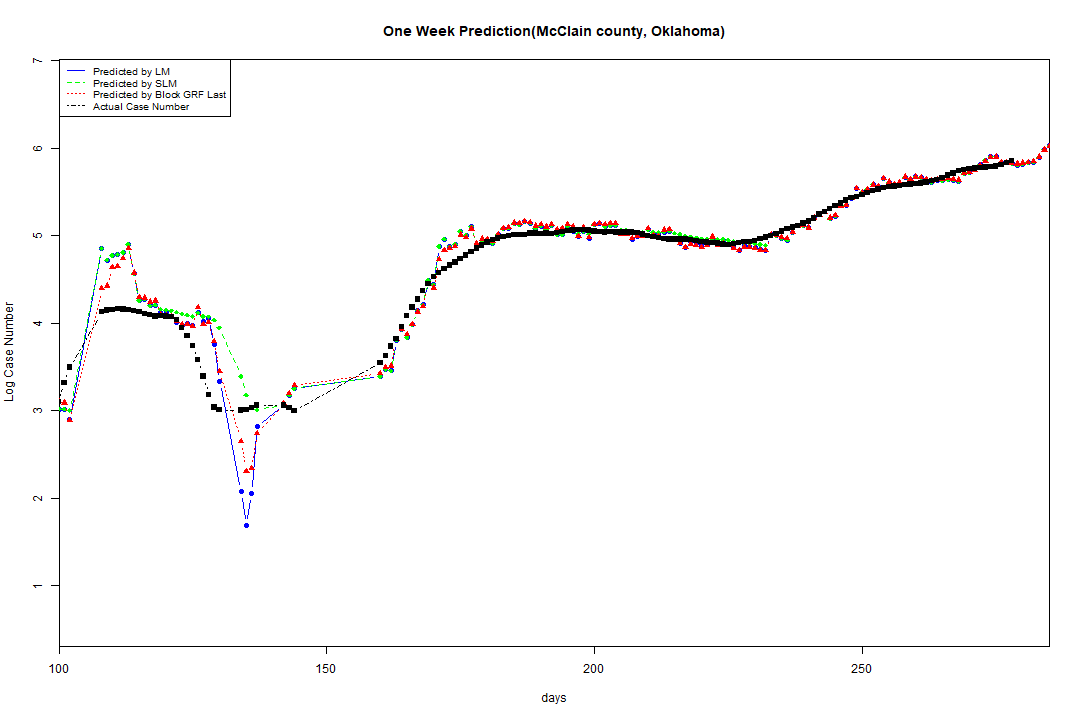 One Week Prediction(McClain county, Oklahoma)
7
6
5
4
3
2
1
Log Case Number
Predicted by LM
Predicted by SLM
Predicted by Block GRF Last
Actual Case Number
100
150
200
250
days